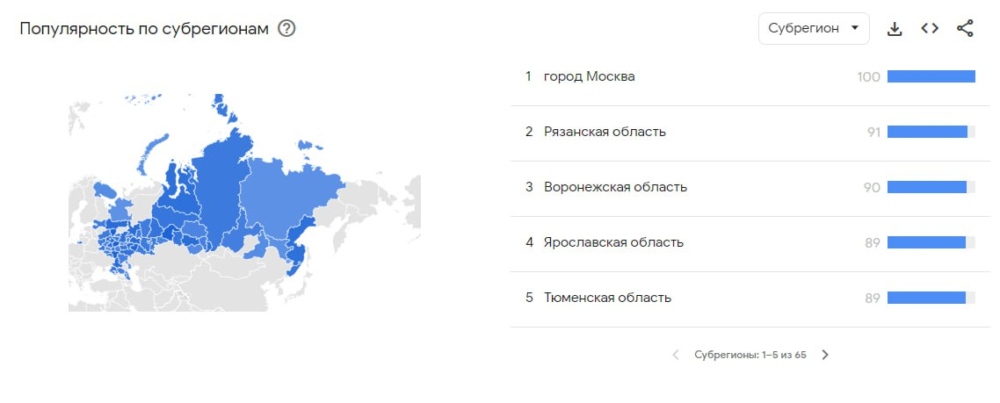 Популярность по субрегионам ?
Субрегион
1 город Москва 100
2 Рязанская область 91
3 Воронежская область 90
4 Ярославская область 89
5 Тюменская область 89
Субрегионы: 1–5 из 65